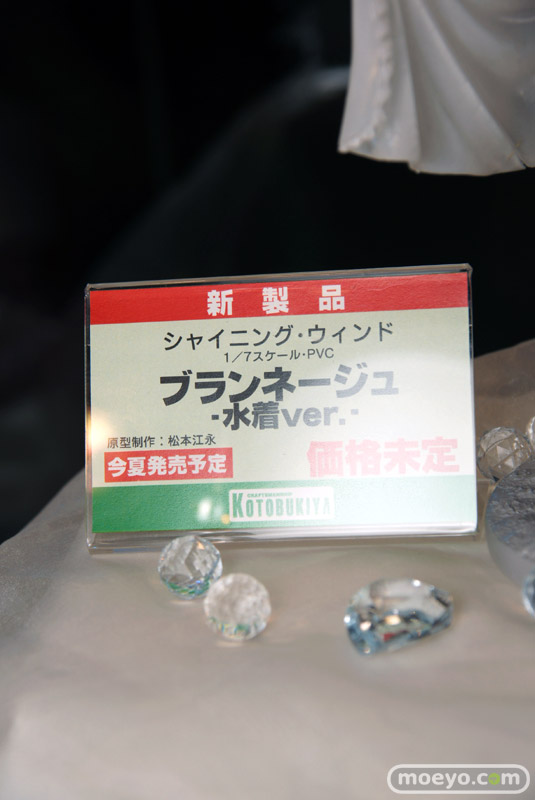 新製品
シャイニング・ウィンド
1/7スケール・PVC
ブランネージュ
-水着ver.-
原型制作：松本江永
今夏発売予定
価格未定
CRAFTSMANSHIP
KOTOBUKIYA
moeyo.com